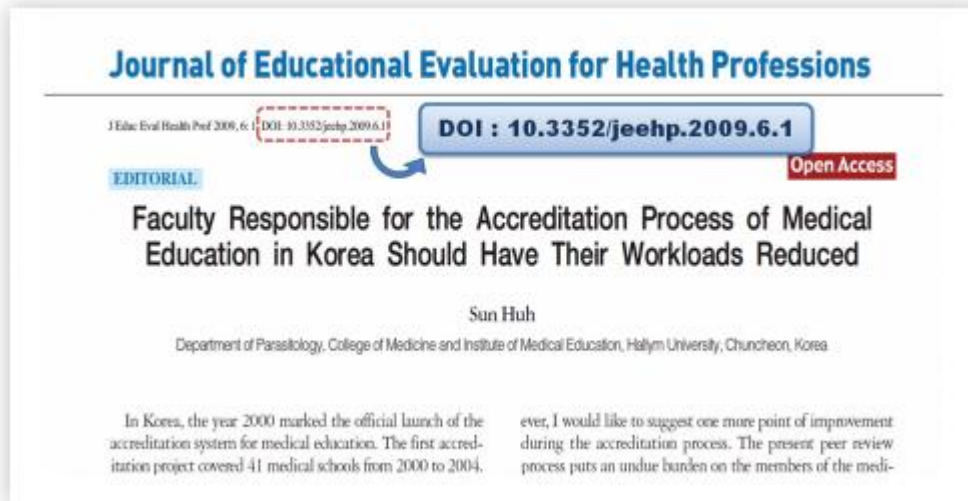 Journal of Educational Evaluation for Health Professions
J Educ Eval Health Prof 2009, 6: 1 DOI: 10.3352/jeehp.2009.6.1
DOI : 10.3352/jeehp.2009.6.1
Open Access
EDITORIAL
Faculty Responsible for the Accreditation Process of Medical
Education in Korea Should Have Their Workloads Reduced
Sun Huh
Department of Parasitology, College of Medicine and Institute of Medical Education, Hallym University, Chuncheon, Korea
In Korea, the year 2000 marked the official launch of the
accreditation system for medical education. The first accred-
itation project covered 41 medical schools from 2000 to 2004.
ever, I would like to suggest one more point of improvement
during the accreditation process. The present peer review
process puts an undue burden on the members of the medi-